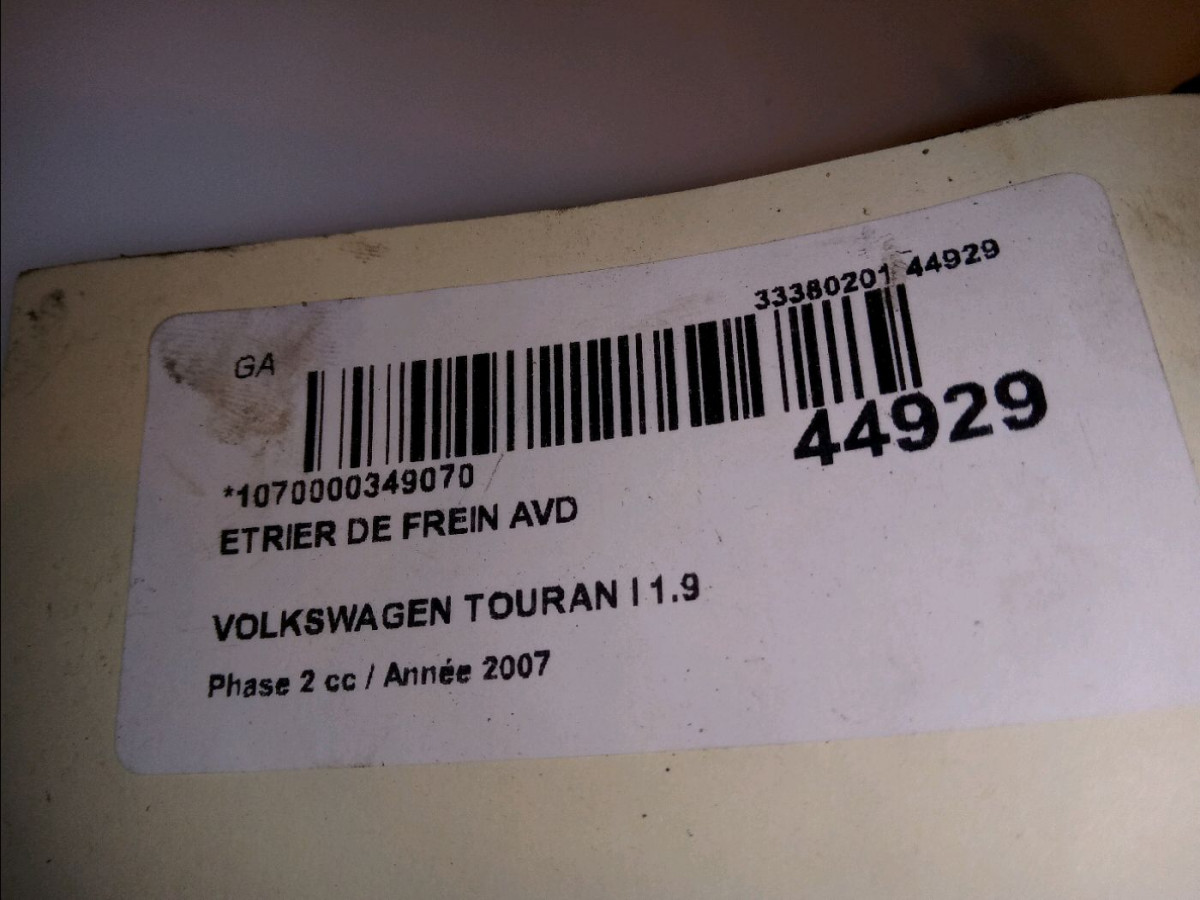 33380201 44929
GA
44929
*1070000349070
ETRIER DE FREIN AVD
VOLKSWAGEN TOURAN I 1.9
Phase 2 cc / Année 2007